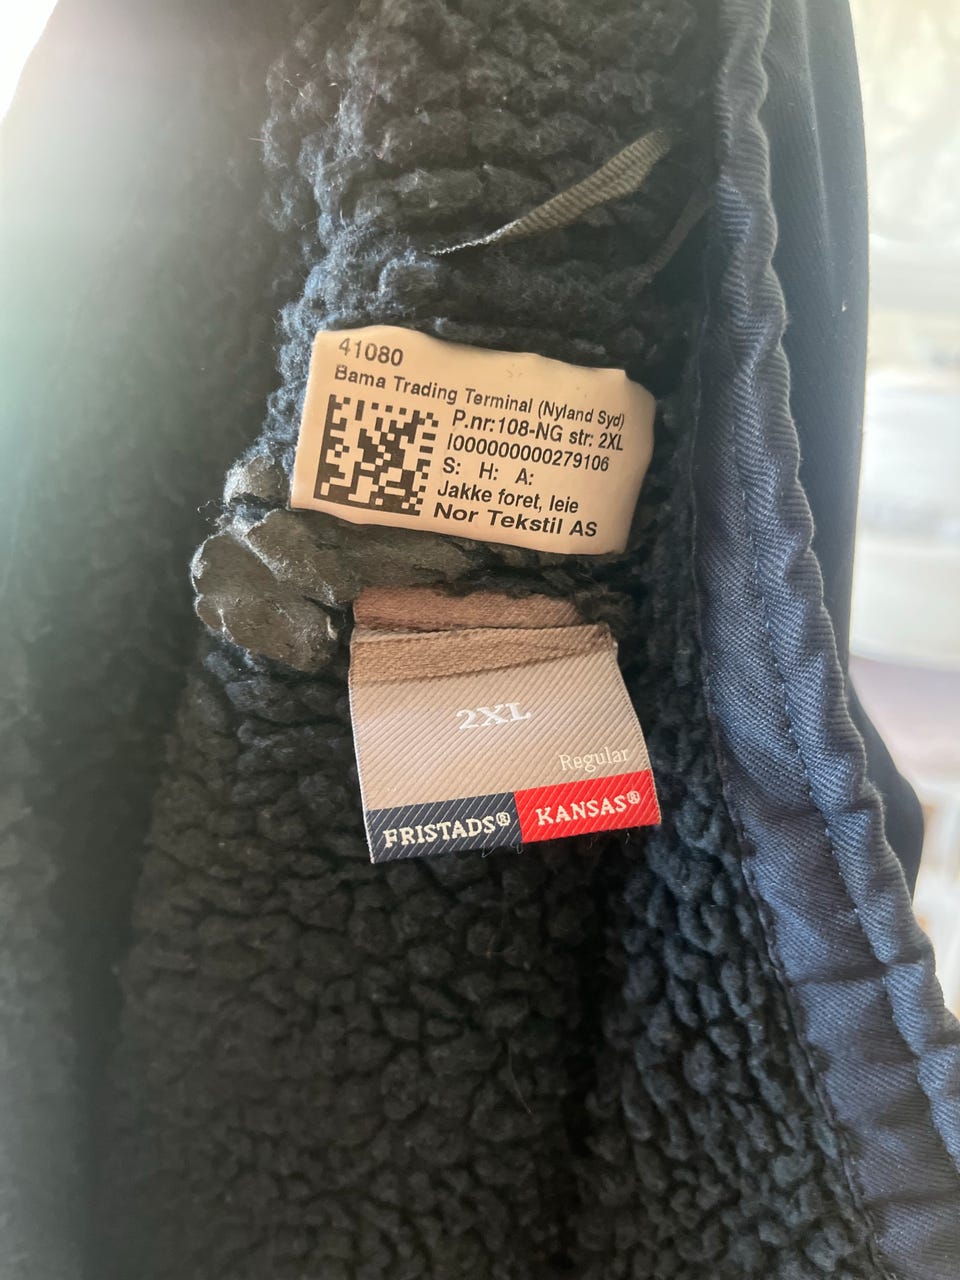 41080
Bama Trading Terminal (Nyland Syd)
P.nr:108-NG str: 2XL
I000000000279106
S: H: A:
Jakke foret, leie
Nor Tekstil AS
2XL
Regular
FRISTADS® KANSAS®